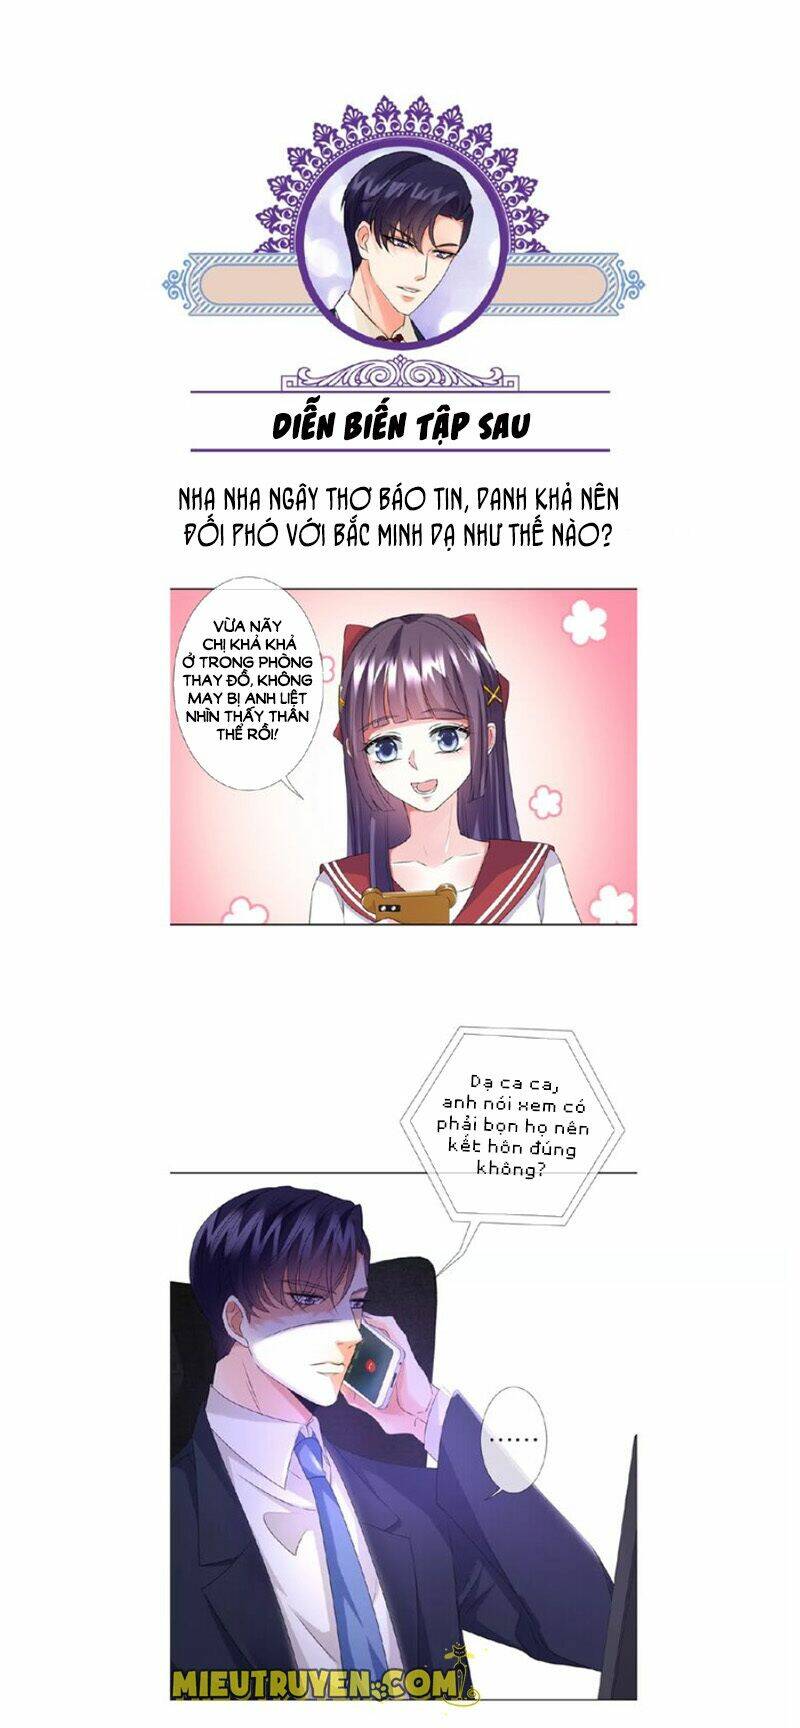 DIỄN BIẾN TẬP SAU
NHA NHA NGÂY THƠ BÁO TIN, DANH KHẢ NÊN
ĐỐI PHÓ VỚI BẮC MINH DẠ NHƯ THẾ NÀO?
VỪA NÃY
CHỊ KHẢ KHẢ
Ở TRONG PHÒNG
THAY ĐỒ, KHÔNG
MAY BỊ ANH LIỆT
NHÌN THẤY THÂN
THỂ RỒI!
Dạ ca ca,
anh nói xem có
phải bọn họ nên
kết hôn đúng
không?
......
MIEUTRUYEN.COM